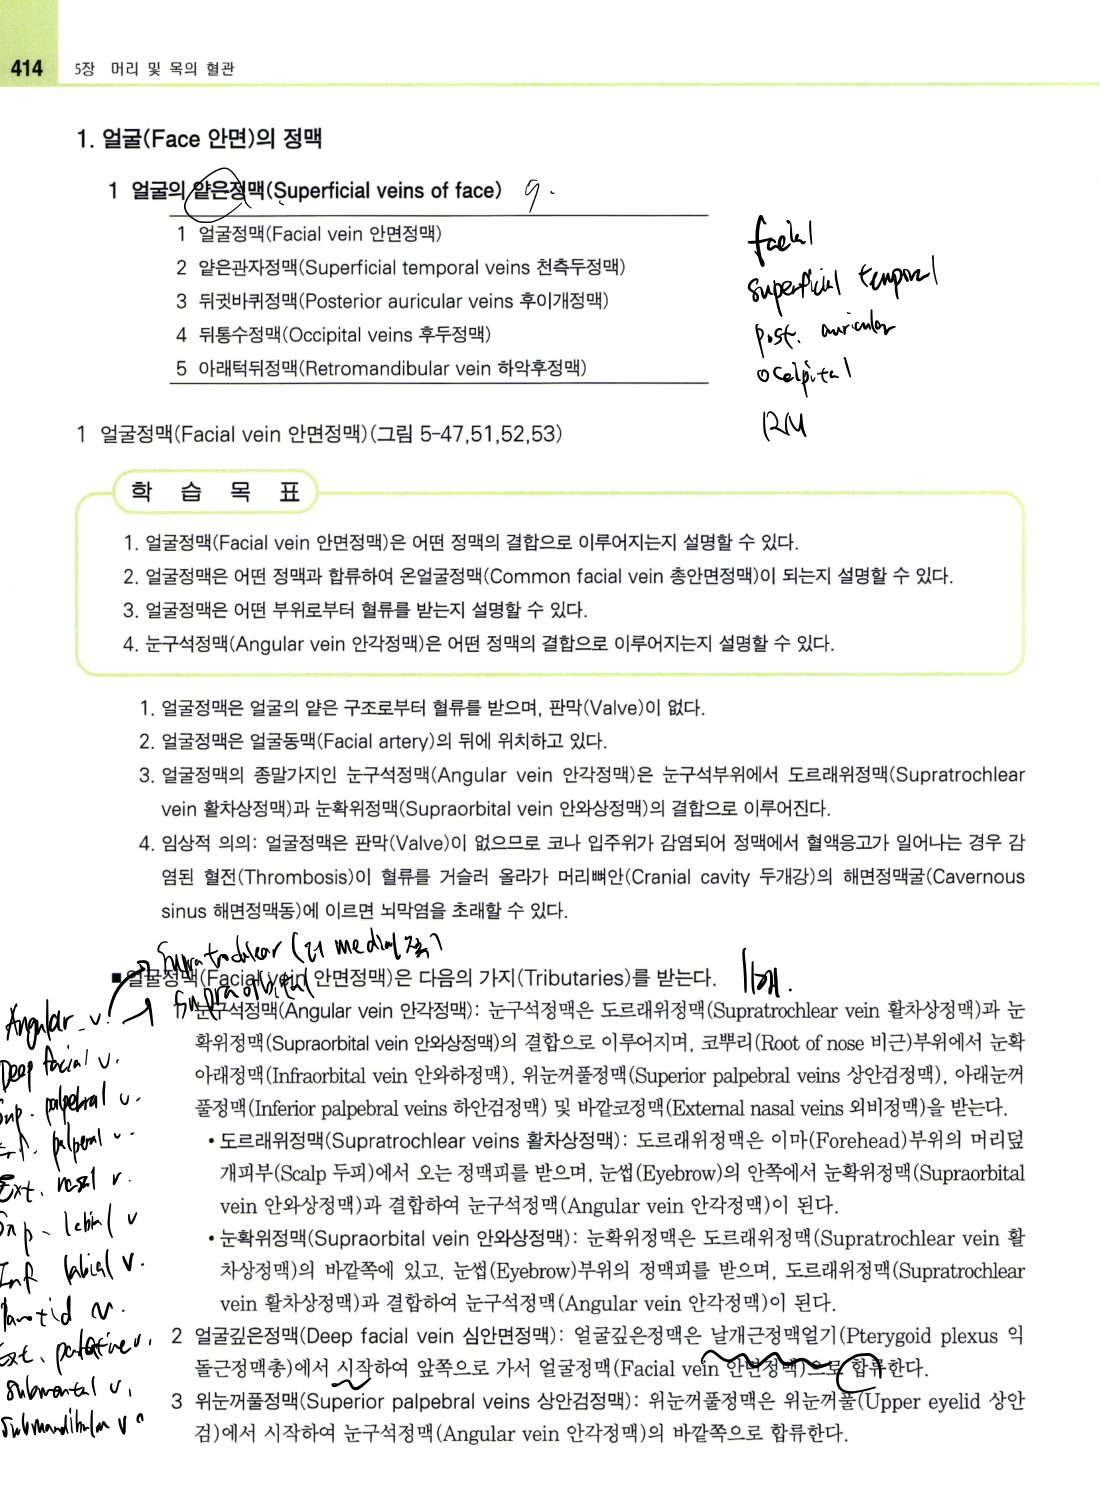 414 5장 머리 및 목의 혈관
1. 얼굴(Face 안면)의 정맥
1 얼굴의 얕은정맥(Superficial veins of face) 9.
1 얼굴정맥(Facial vein 안면정맥)
2 얕은관자정맥(Superficial temporal veins 천측두정맥)
3 뒤귓바퀴정맥(Posterior auricular veins 후이개정맥)
4 뒤통수정맥(Occipital veins 후두정맥)
5 아래턱뒤정맥(Retromandibular vein 하악후정맥)
facial
superficial temporal
post. auricular
occipital
RM
1 얼굴정맥(Facial vein 안면정맥)(그림 5-47,51,52,53)
학 습 목 표
1. 얼굴정맥(Facial vein 안면정맥)은 어떤 정맥의 결합으로 이루어지는지 설명할 수 있다.
2. 얼굴정맥은 어떤 정맥과 합류하여 온얼굴정맥(Common facial vein 총안면정맥)이 되는지 설명할 수 있다.
3. 얼굴정맥은 어떤 부위로부터 혈류를 받는지 설명할 수 있다.
4. 눈구석정맥(Angular vein 안각정맥)은 어떤 정맥의 결합으로 이루어지는지 설명할 수 있다.
1. 얼굴정맥은 얼굴의 얕은 구조로부터 혈류를 받으며, 판막(Valve)이 없다.
2. 얼굴정맥은 얼굴동맥(Facial artery)의 뒤에 위치하고 있다.
3. 얼굴정맥의 종말가지인 눈구석정맥(Angular vein 안각정맥)은 눈구석부위에서 도르래위정맥(Supratrochlear
vein 활차상정맥)과 눈확위정맥(Supraorbital vein 안와상정맥)의 결합으로 이루어진다.
4. 임상적 의의: 얼굴정맥은 판막(Valve)이 없으므로 코나 입주위가 감염되어 정맥에서 혈액응고가 일어나는 경우 감
염된 혈전(Thrombosis)이 혈류를 거슬러 올라가 머리뼈안(Cranial cavity 두개강)의 해면정맥굴(Cavernous
sinus 해면정맥동)에 이르면 뇌막염을 초래할 수 있다.
supratrochlear (더 medial 쪽)
■ 얼굴정맥(Facial vein 안면정맥)은 다음의 가지(Tributaries)를 받는다. 11개.
supraorbital
눈구석정맥(Angular vein 안각정맥): 눈구석정맥은 도르래위정맥(Supratrochlear vein 활차상정맥)과 눈
확위정맥(Supraorbital vein 안와상정맥)의 결합으로 이루어지며, 코뿌리(Root of nose 비근)부위에서 눈확
아래정맥(Infraorbital vein 안와하정맥), 위눈꺼풀정맥(Superior palpebral veins 상안검정맥), 아래눈꺼
풀정맥(Inferior palpebral veins 하안검정맥) 및 바깥코정맥(External nasal veins 외비정맥)을 받는다.
• 도르래위정맥(Supratrochlear veins 활차상정맥): 도르래위정맥은 이마(Forehead)부위의 머리덮
개피부(Scalp 두피)에서 오는 정맥피를 받으며, 눈썹(Eyebrow)의 안쪽에서 눈확위정맥(Supraorbital
vein 안와상정맥)과 결합하여 눈구석정맥(Angular vein 안각정맥)이 된다.
• 눈확위정맥(Supraorbital vein 안와상정맥): 눈확위정맥은 도르래위정맥(Supratrochlear vein 활
차상정맥)의 바깥쪽에 있고, 눈썹(Eyebrow)부위의 정맥피를 받으며, 도르래위정맥(Supratrochlear
vein 활차상정맥)과 결합하여 눈구석정맥(Angular vein 안각정맥)이 된다.
2 얼굴깊은정맥(Deep facial vein 심안면정맥): 얼굴깊은정맥은 날개근정맥얼기(Pterygoid plexus 익
돌근정맥총)에서 시작하여 앞쪽으로 가서 얼굴정맥(Facial vein 안면정맥)으로 합류한다.
3 위눈꺼풀정맥(Superior palpebral veins 상안검정맥): 위눈꺼풀정맥은 위눈꺼풀(Upper eyelid 상안
검)에서 시작하여 눈구석정맥(Angular vein 안각정맥)의 바깥쪽으로 합류한다.
Angular v.
Deep facial v.
Sup. palpebral v.
Inf. palperal v.
Ext. nasal v.
Sup. labial v
Inf labial v.
Parotid v.
Ext. palatine v.
submental v.
submandibular v